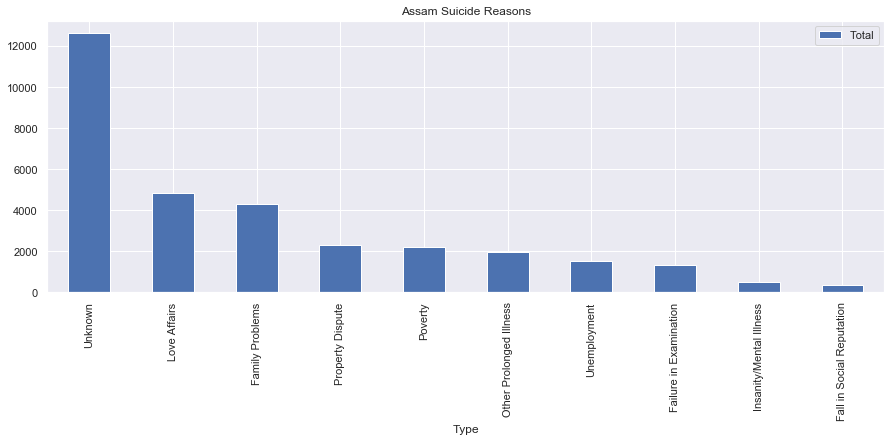 Assam Suicide Reasons
Total
12000
10000
8000
6000
4000
2000
0
Unknown
Love Affairs
Family Problems
Property Dispute
Poverty
Other Prolonged Illness
Unemployment
Failure in Examination
Insanity/Mental Illness
Fall in Social Reputation
Type